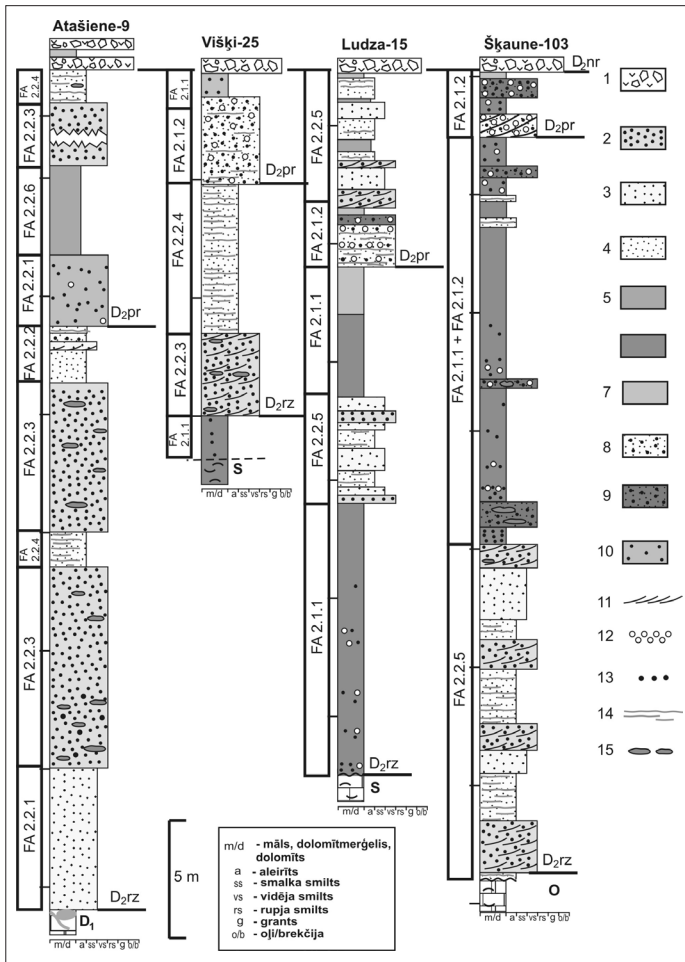 Atašiene-9
Višķi-25
Ludza-15
Šķaune-103
D₂nr
FA 2.2.4
FA 2.2.3
FA 2.2.6
FA 2.2.1
D₂pr
FA 2.2.2
FA 2.2.3
FA 2.2.4
FA 2.2.3
FA 2.2.1
D₂rz
D₁
m/d a ss vs rs g o/b
FA 2.1.1
FA 2.1.2
D₂pr
FA 2.2.4
FA 2.2.3
D₂rz
FA 2.1.1
S
m/d a ss vs rs g o/b
FA 2.2.5
FA 2.1.2
D₂pr
FA 2.1.1
FA 2.2.5
FA 2.1.1
D₂rz
S
m/d a ss vs rs g o/b
FA 2.1.2
D₂pr
FA 2.1.1 + FA 2.1.2
FA 2.2.5
D₂rz
O
m/d a ss vs rs g o/b
1
2
3
4
5
7
8
9
10
11
12
13
14
15
5 m
m/d - māls, dolomītmerģelis,
dolomīts
a - aleirīts
ss - smalka smilts
vs - vidēja smilts
rs - rupja smilts
g - grants
o/b - oļi/brekčija